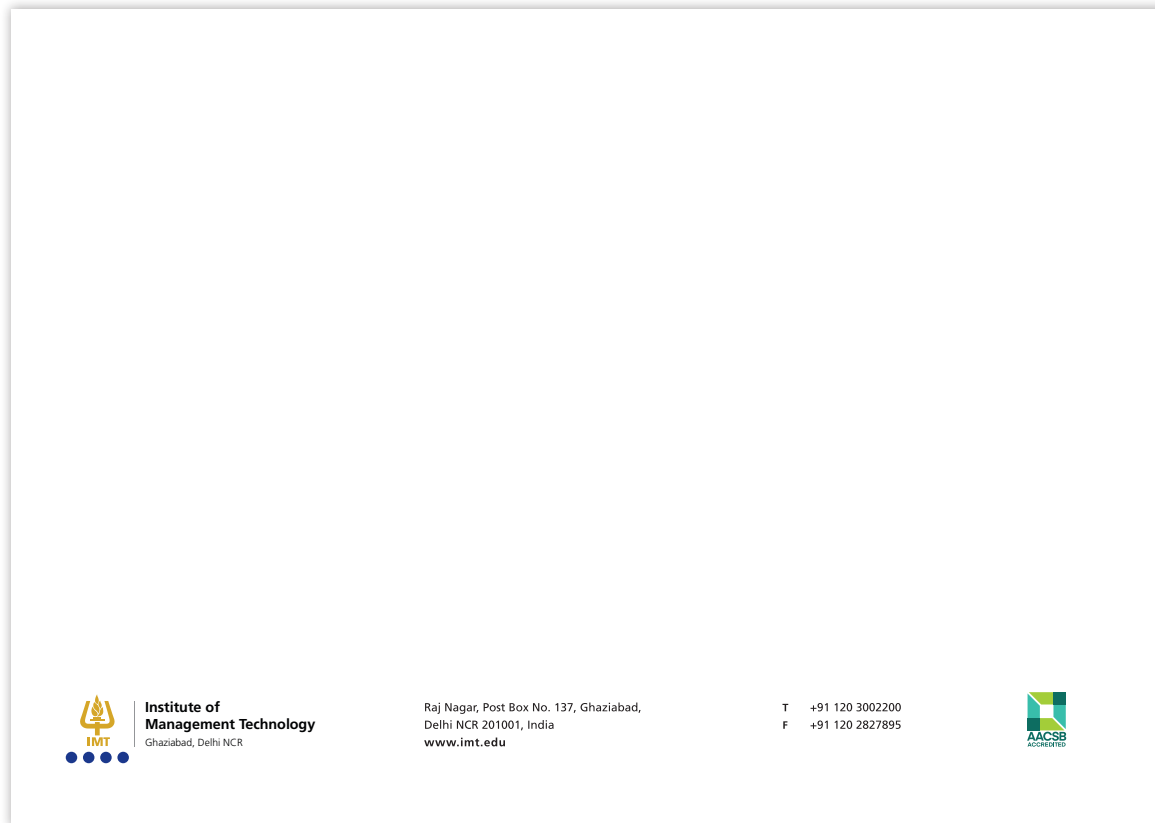 IMT
Institute of
Management Technology
Ghaziabad, Delhi NCR
Raj Nagar, Post Box No. 137, Ghaziabad,
Delhi NCR 201001, India
www.imt.edu
T +91 120 3002200
F +91 120 2827895
AACSB
ACCREDITED